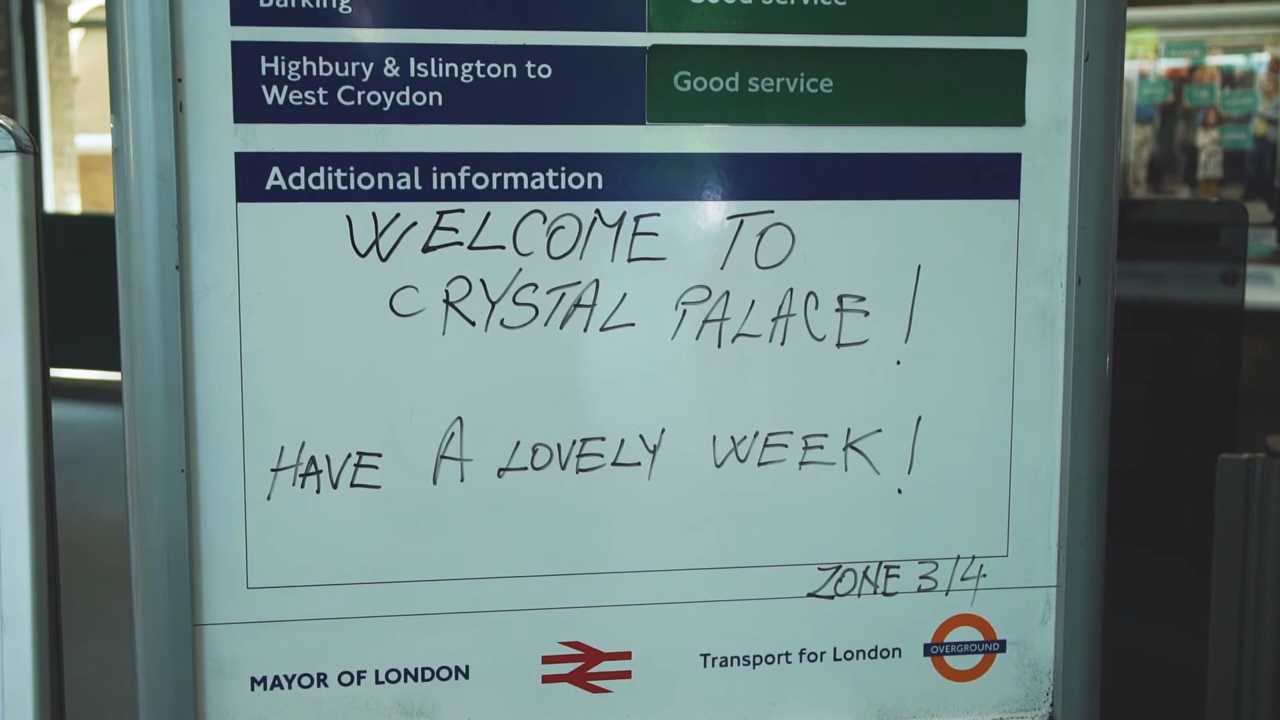 Barking Good service
Highbury & Islington to
West Croydon
Good service
Additional information
WELCOME TO
CRYSTAL PALACE!
HAVE A LOVELY WEEK!
ZONE 3/4
MAYOR OF LONDON
Transport for London
OVERGROUND